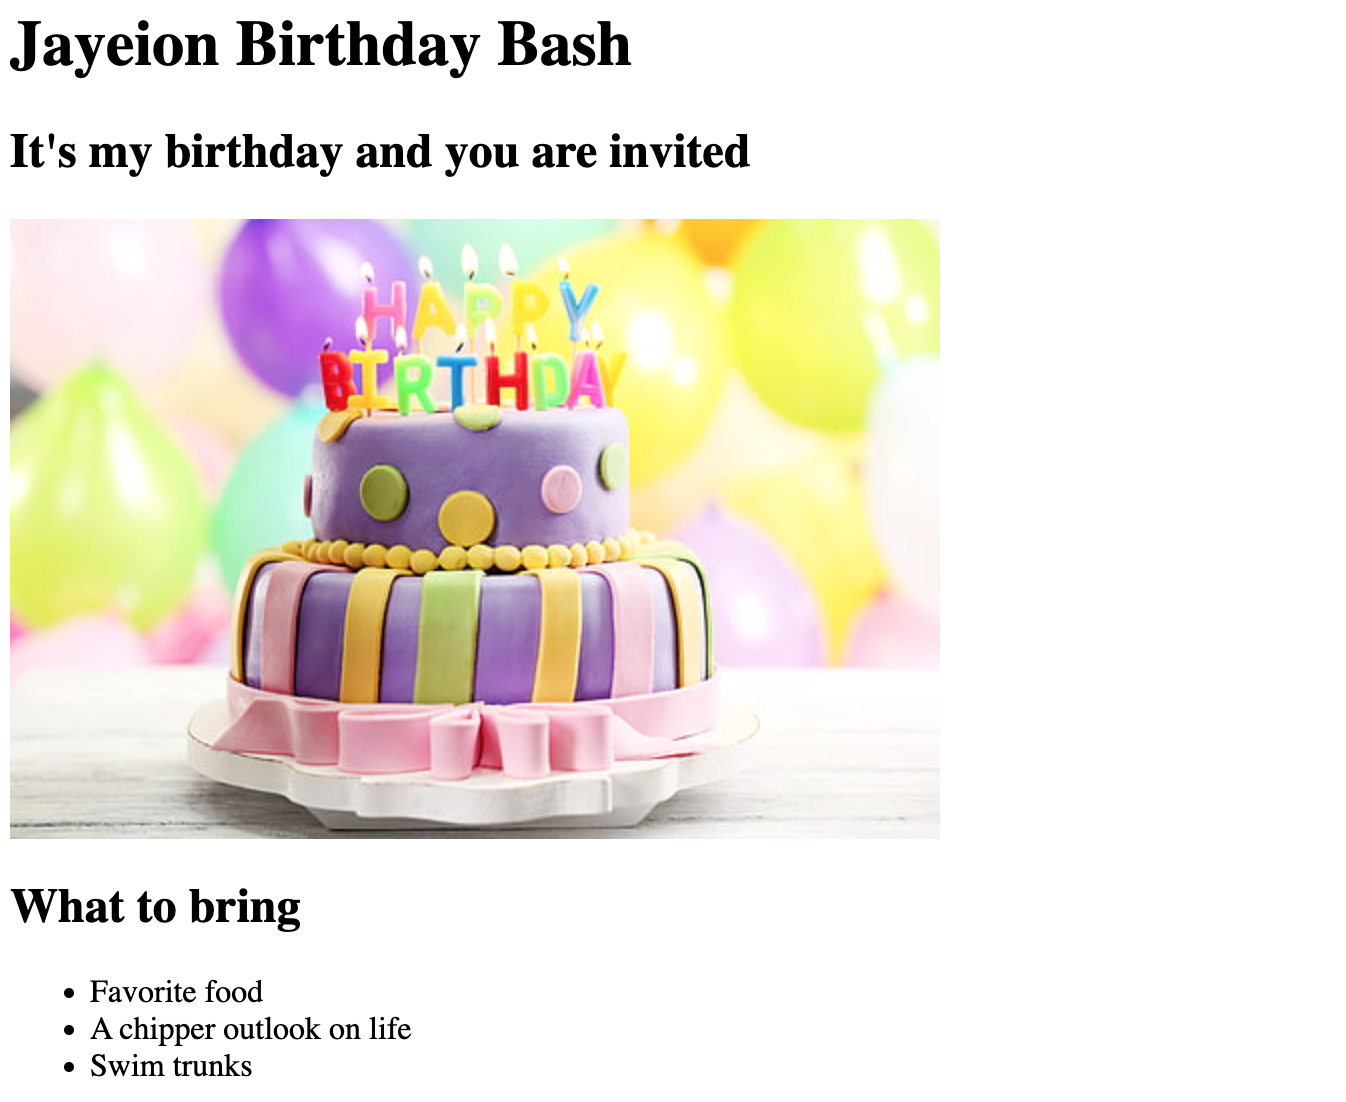 Jayeion Birthday Bash
It's my birthday and you are invited
HAPPY
BIRTHDAY
What to bring
Favorite food
A chipper outlook on life
Swim trunks